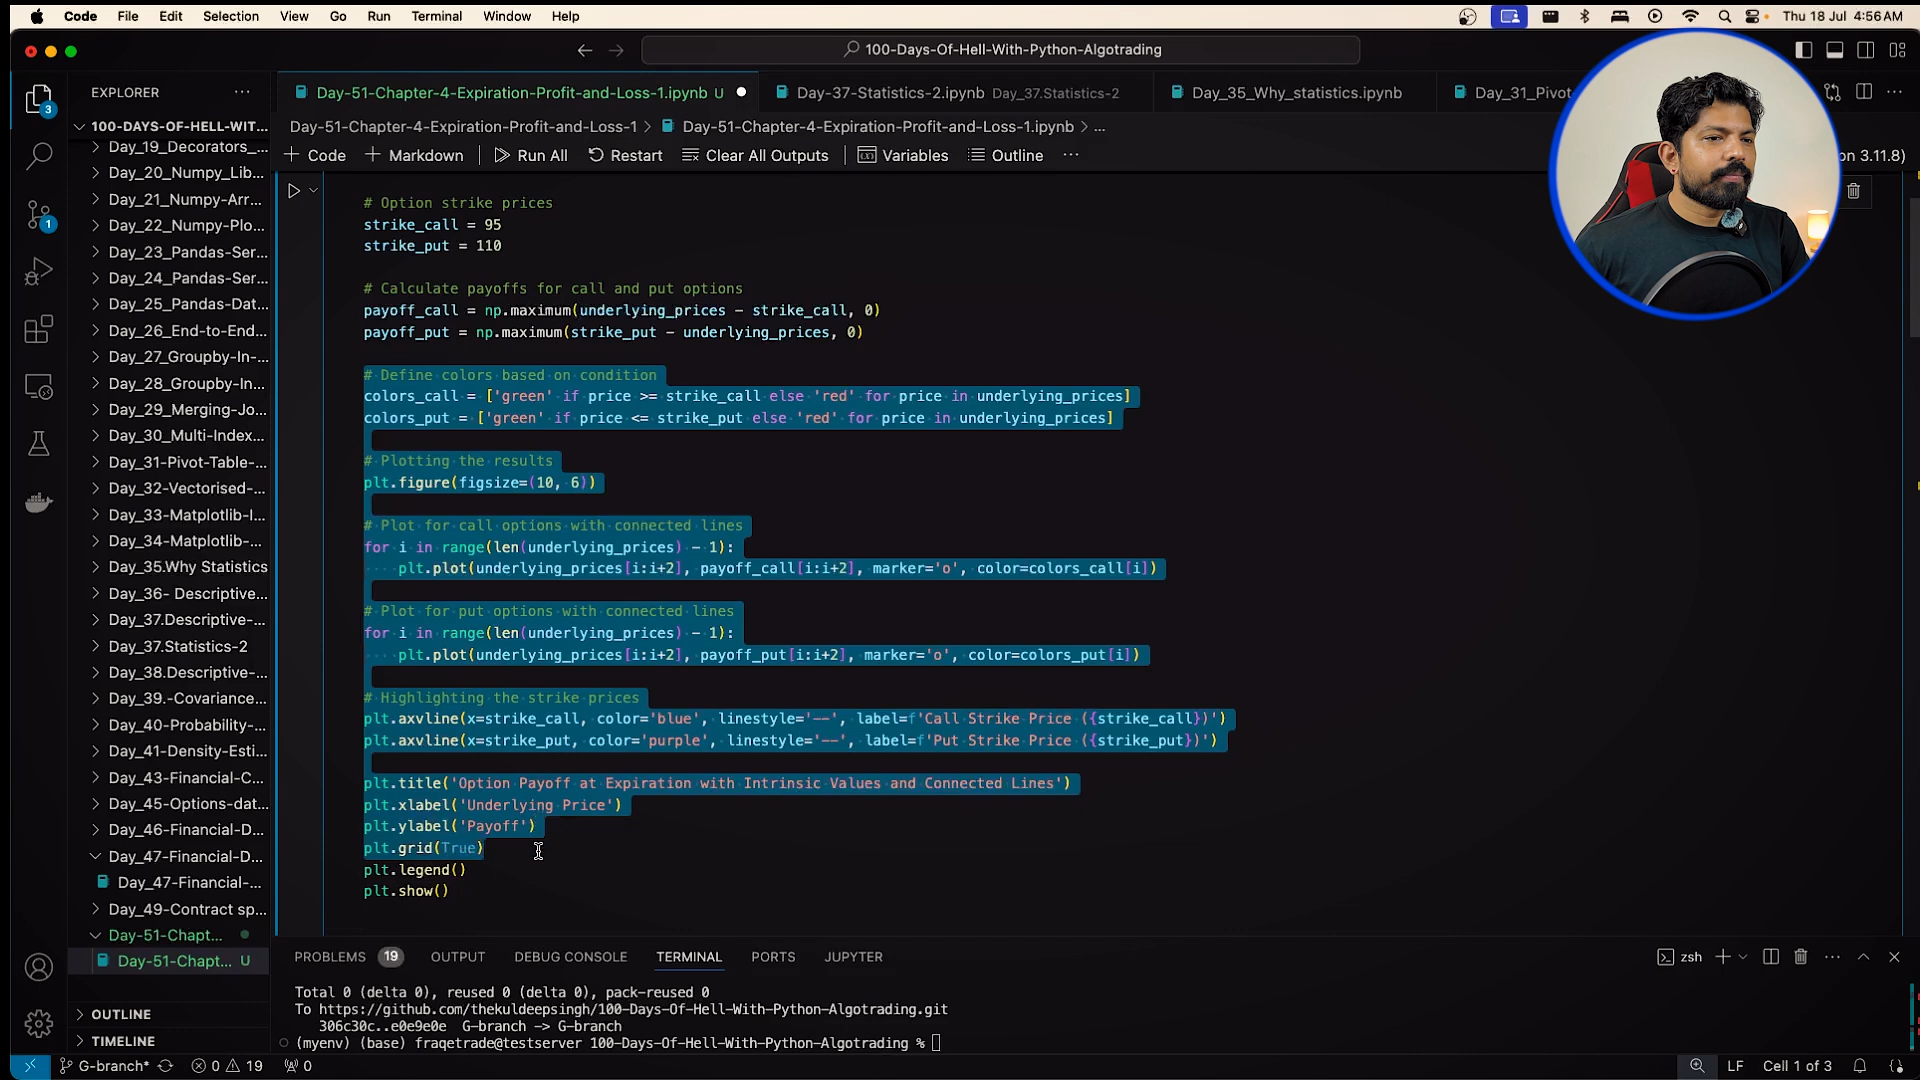 Code File Edit Selection View Go Run Terminal Window Help Thu 18 Jul 4:56 AM
100-Days-Of-Hell-With-Python-Algotrading
EXPLORER ...
Day-51-Chapter-4-Expiration-Profit-and-Loss-1.ipynb U
Day-37-Statistics-2.ipynb Day_37.Statistics-2
Day_35_Why_statistics.ipynb
Day_31_Pivot-T
Day-51-Chapter-4-Expiration-Profit-and-Loss-1 > Day-51-Chapter-4-Expiration-Profit-and-Loss-1.ipynb > ...
+ Code + Markdown Run All Restart Clear All Outputs Variables Outline ... on 3.11.8)
3
1
100-DAYS-OF-HELL-WIT...
Day_19_Decorators_...
Day_20_Numpy_Lib...
Day_21_Numpy-Arr...
Day_22_Numpy-Plo...
Day_23_Pandas-Ser...
Day_24_Pandas-Ser...
Day_25_Pandas-Dat...
Day_26_End-to-End...
Day_27_Groupby-In-...
Day_28_Groupby-In...
Day_29_Merging-Jo...
Day_30_Multi-Index...
Day_31-Pivot-Table-...
Day_32-Vectorised-...
Day_33-Matplotlib-I...
Day_34-Matplotlib-...
Day_35.Why Statistics
Day_36- Descriptive...
Day_37.Descriptive-...
Day_37.Statistics-2
Day_38.Descriptive...
Day_39.-Covariance...
Day_40-Probability-...
Day_41-Density-Esti...
Day_43-Financial-C...
Day_45-Options-dat...
Day_46-Financial-D...
Day_47-Financial-D...
Day_47-Financial-...
Day_49-Contract sp...
Day-51-Chapt...
Day-51-Chapt... U
OUTLINE
TIMELINE
# Option strike prices
strike_call = 95
strike_put = 110
# Calculate payoffs for call and put options
payoff_call = np.maximum(underlying_prices - strike_call, 0)
payoff_put = np.maximum(strike_put - underlying_prices, 0)
# Define colors based on condition
colors_call = ['green' if price >= strike_call else 'red' for price in underlying_prices]
colors_put = ['green' if price <= strike_put else 'red' for price in underlying_prices]
# Plotting the results
plt.figure(figsize=(10, 6))
# Plot for call options with connected lines
for i in range(len(underlying_prices) - 1):
plt.plot(underlying_prices[i:i+2], payoff_call[i:i+2], marker='o', color=colors_call[i])
# Plot for put options with connected lines
for i in range(len(underlying_prices) - 1):
plt.plot(underlying_prices[i:i+2], payoff_put[i:i+2], marker='o', color=colors_put[i])
# Highlighting the strike prices
plt.axvline(x=strike_call, color='blue', linestyle='--', label=f'Call Strike Price ({strike_call})')
plt.axvline(x=strike_put, color='purple', linestyle='--', label=f'Put Strike Price ({strike_put})')
plt.title('Option Payoff at Expiration with Intrinsic Values and Connected Lines')
plt.xlabel('Underlying Price')
plt.ylabel('Payoff')
plt.grid(True)
plt.legend()
plt.show()
PROBLEMS 19 OUTPUT DEBUG CONSOLE TERMINAL PORTS JUPYTER zsh
Total 0 (delta 0), reused 0 (delta 0), pack-reused 0
To https://github.com/thekuldeepsingh/100-Days-Of-Hell-With-Python-Algotrading.git
306c30c..e0e9e0e G-branch -> G-branch
(myenv) (base) fraqetrade@testserver 100-Days-Of-Hell-With-Python-Algotrading %
G-branch* 0 19 0 LF Cell 1 of 3